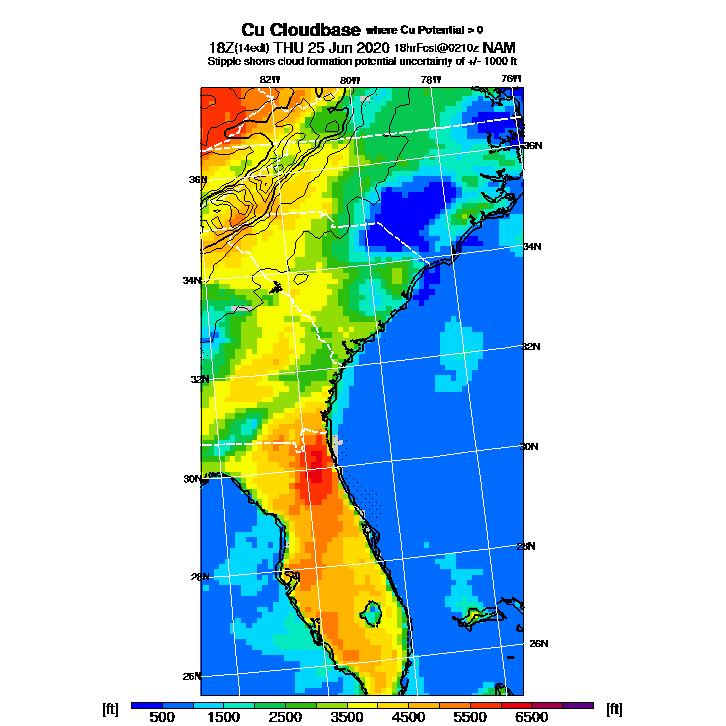 Cu Cloudbase where Cu Potential > 0
18Z(14edt) THU 25 Jun 2020 18hrFcst@0210z NAM
Stipple shows cloud formation potential uncertainty of +/- 1000 ft
82W 80W 78W 76W
36N
36N
34N
34N
32N
32N
30N
30N
28N
28N
26N
26N
[ft] [ft]
500 1500 2500 3500 4500 5500 6500